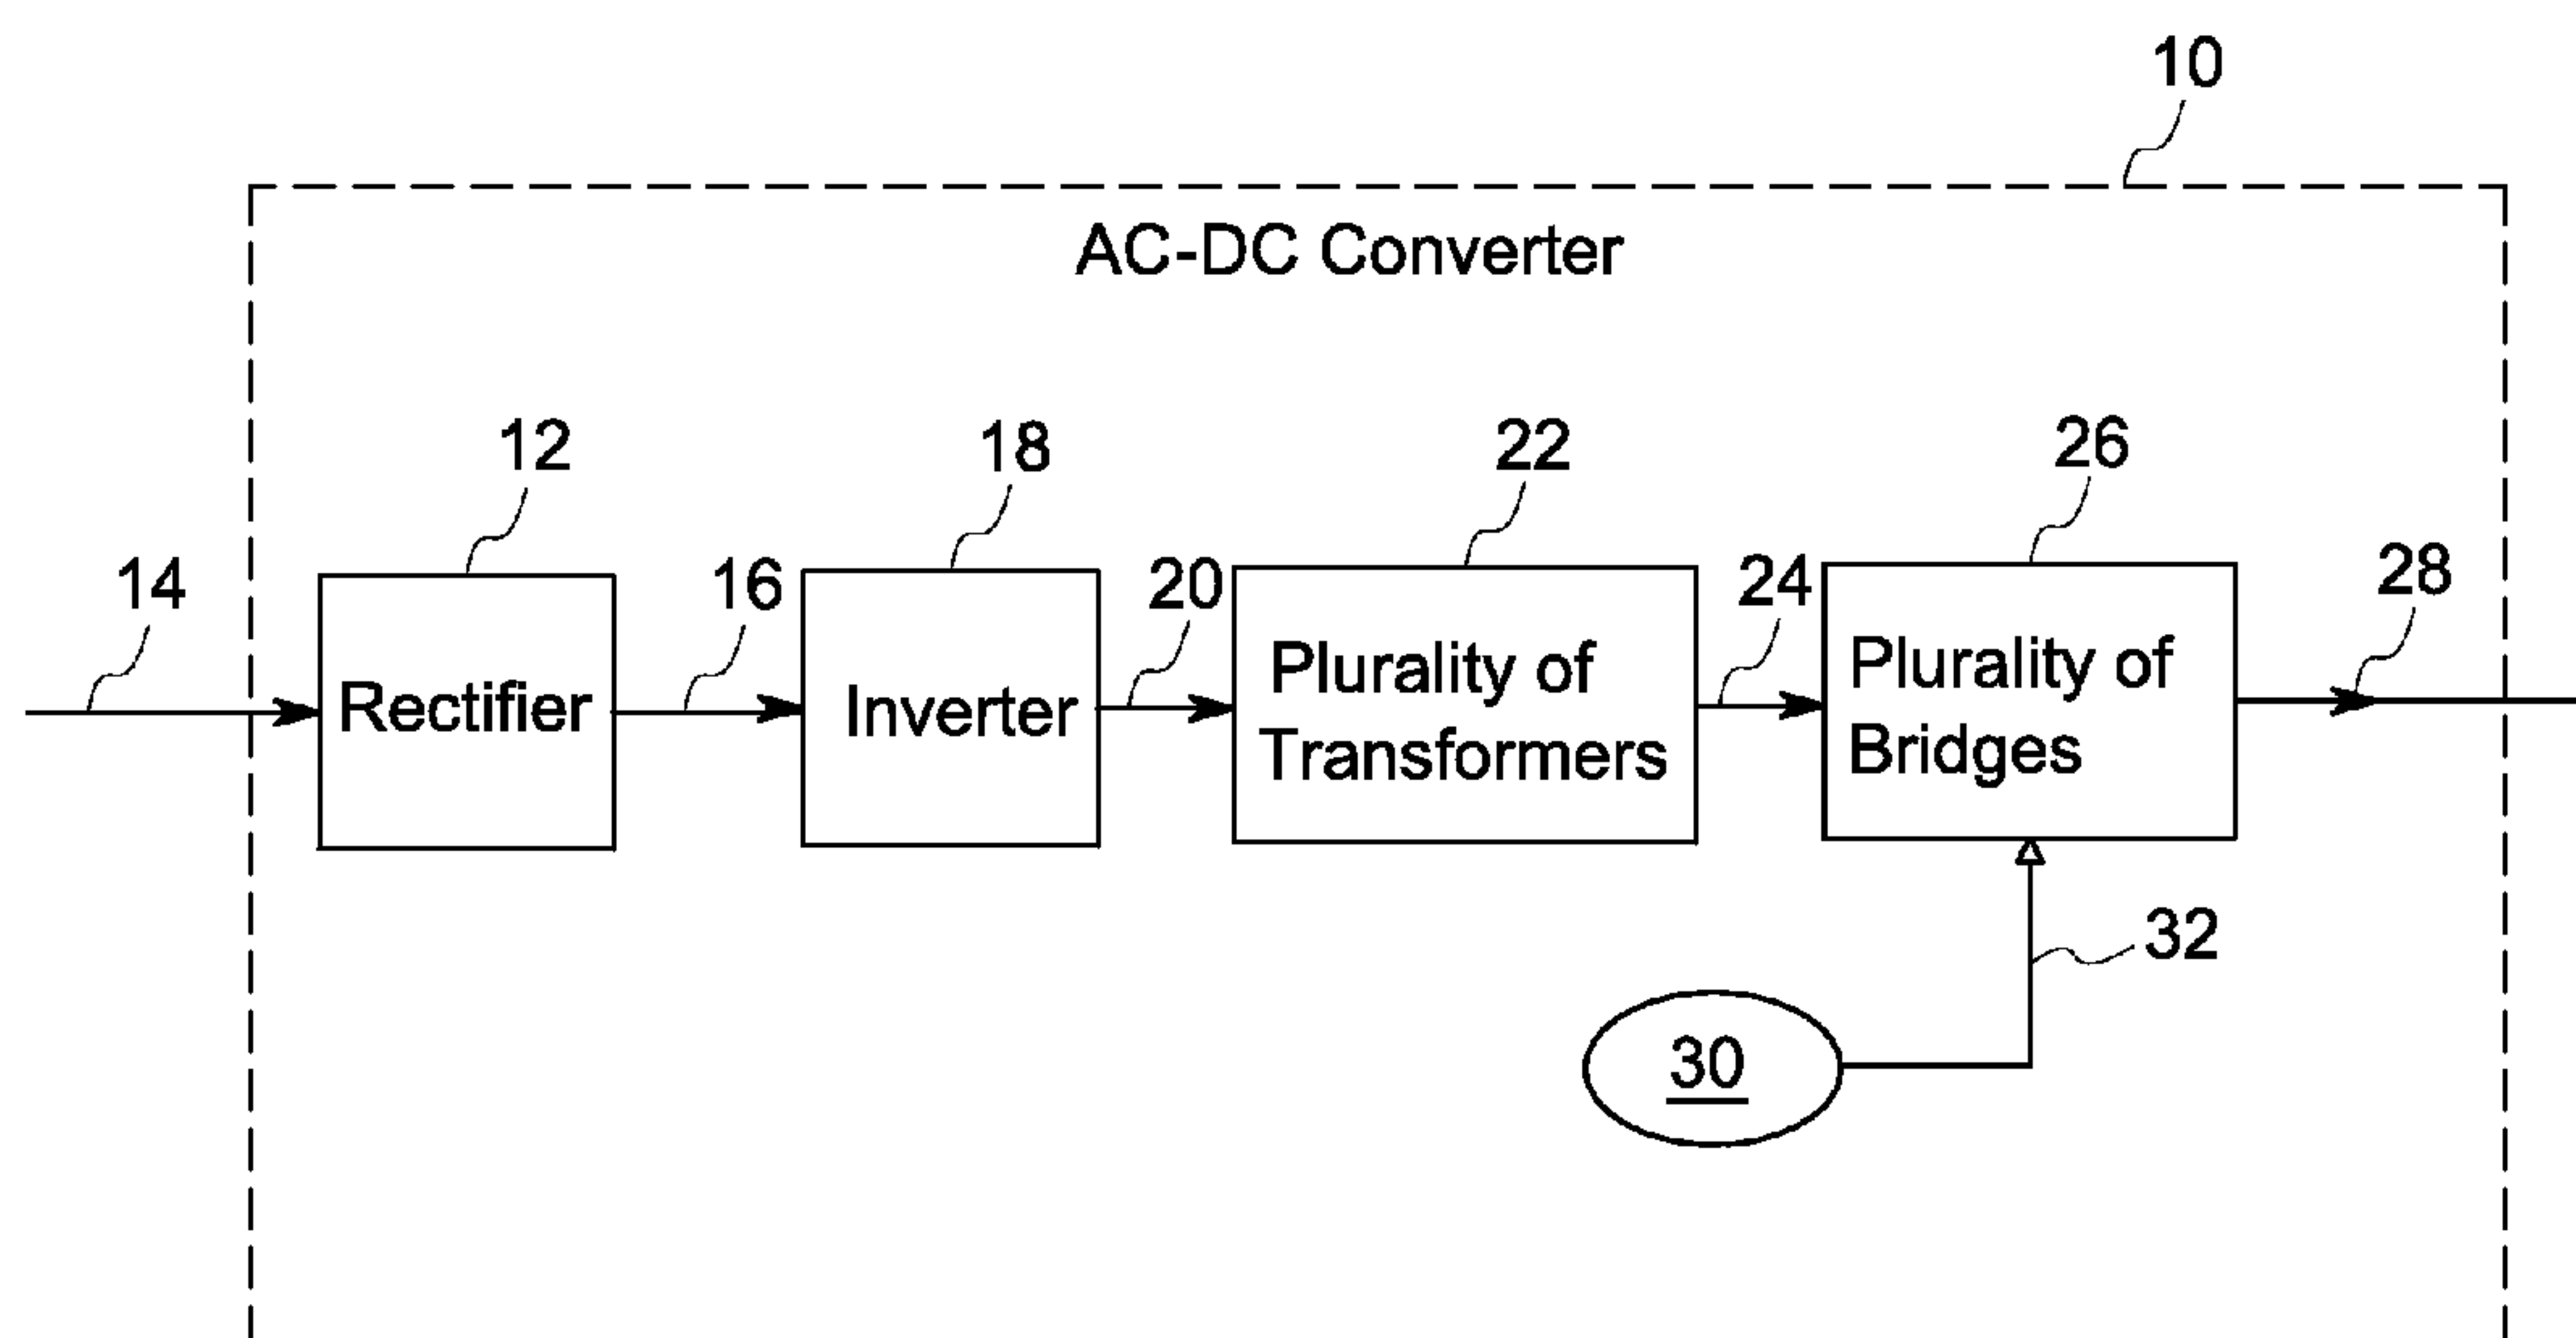 10
AC-DC Converter
12
18
22
26
14
16
20
24
28
Rectifier
Inverter
Plurality of
Transformers
Plurality of
Bridges
32
30